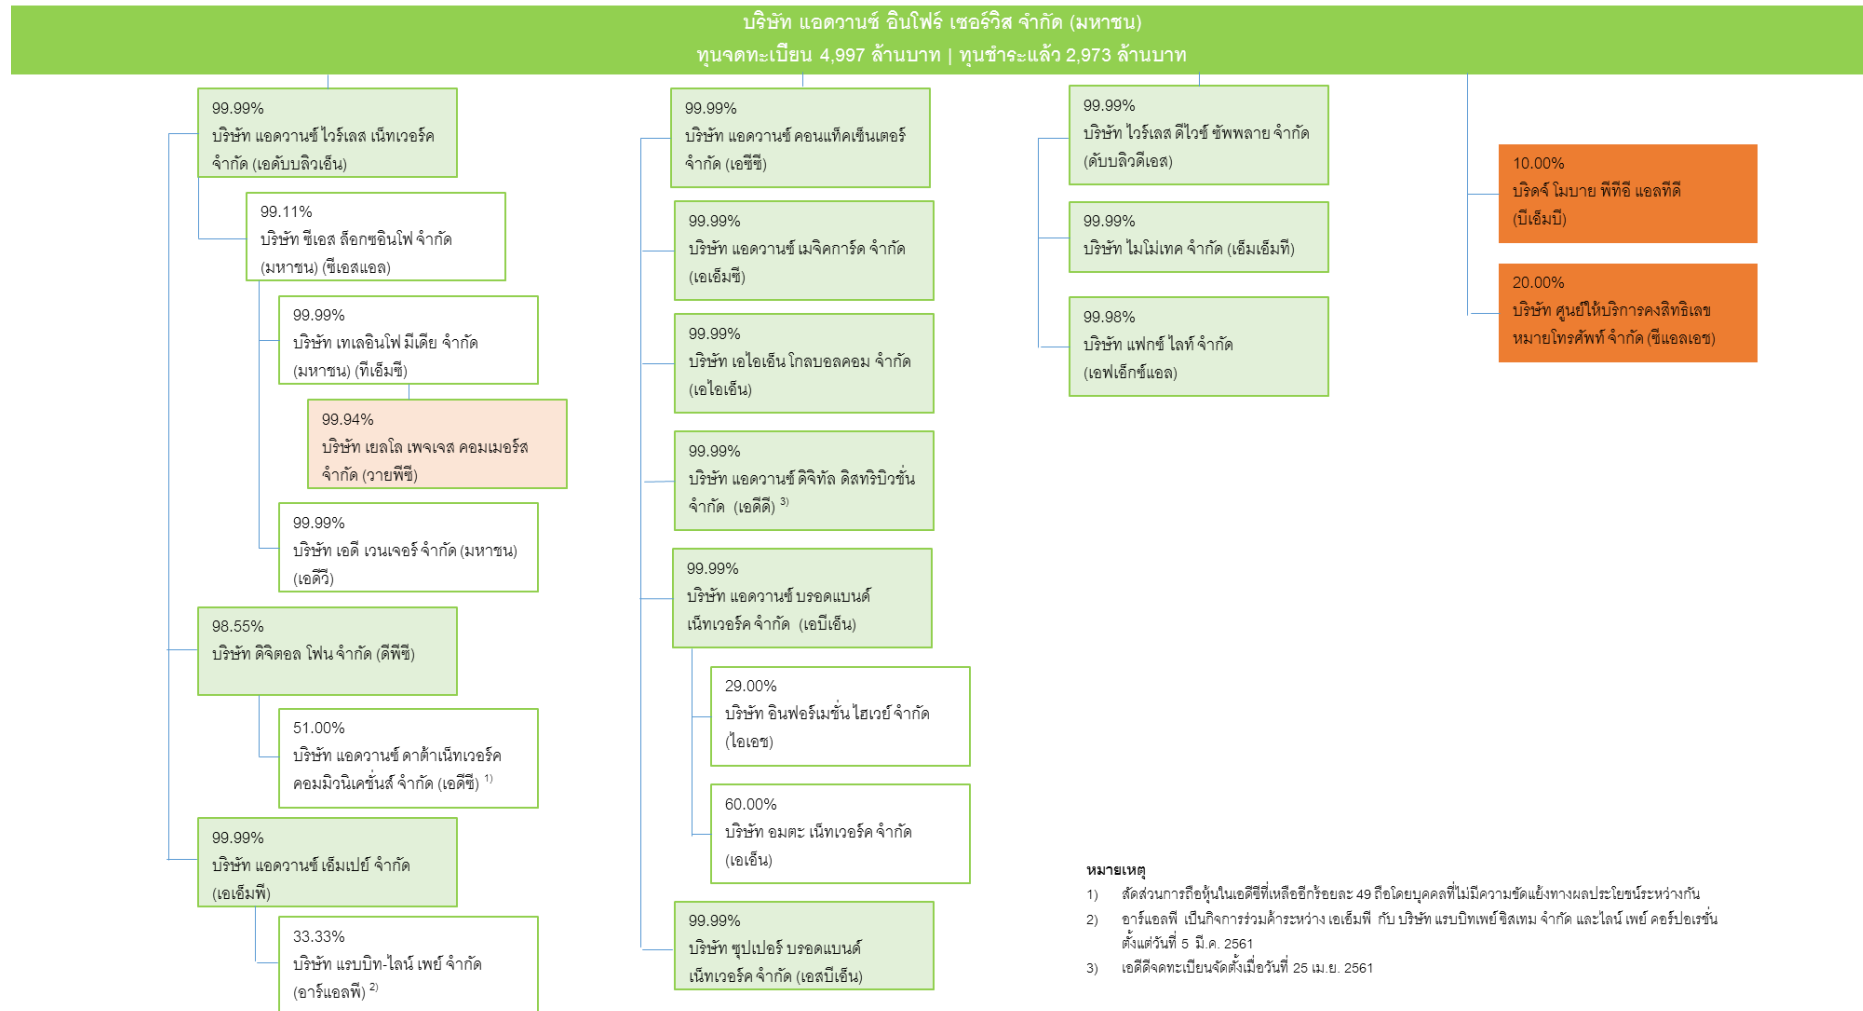 บริษัท แอดวานซ์ อินโฟร์ เซอร์วิส จำกัด (มหาชน)
ทุนจดทะเบียน 4,997 ล้านบาท | ทุนชำระแล้ว 2,973 ล้านบาท
99.99%
บริษัท แอดวานซ์ ไวร์เลส เน็ทเวอร์ค
จำกัด (เอดับบลิวเอ็น)
99.11%
บริษัท ซีเอส ล็อกซอินโฟ จำกัด
(มหาชน) (ซีเอสแอล)
99.99%
บริษัท เทเลอินโฟ มีเดีย จำกัด
(มหาชน) (ทีเอ็มซี)
99.94%
บริษัท เยลโล เพจเจส คอมเมอร์ส
จำกัด (วายพีซี)
99.99%
บริษัท เอดี เวนเจอร์ จำกัด (มหาชน)
(เอดีวี)
98.55%
บริษัท ดิจิตอล โฟน จำกัด (ดีพีซี)
51.00%
บริษัท แอดวานซ์ ดาต้าเน็ทเวอร์ค
คอมมิวนิเคชั่นส์ จำกัด (เอดีซี) 1)
99.99%
บริษัท แอดวานซ์ เอ็มเปย์ จำกัด
(เอเอ็มพี)
33.33%
บริษัท แรบบิท-ไลน์ เพย์ จำกัด
(อาร์แอลพี) 2)
99.99%
บริษัท แอดวานซ์ คอนแท็คเซ็นเตอร์
จำกัด (เอซีซี)
99.99%
บริษัท แอดวานซ์ เมจิคการ์ด จำกัด
(เอเอ็มซี)
99.99%
บริษัท เอไอเอ็น โกลบอลคอม จำกัด
(เอไอเอ็น)
99.99%
บริษัท แอดวานซ์ ดิจิทัล ดิสทริบิวชั่น
จำกัด (เอดีดี) 3)
99.99%
บริษัท แอดวานซ์ บรอดแบนด์
เน็ทเวอร์ค จำกัด (เอบีเอ็น)
29.00%
บริษัท อินฟอร์เมชั่น ไฮเวย์ จำกัด
(ไอเอช)
60.00%
บริษัท อมตะ เน็ทเวอร์ค จำกัด
(เอเอ็น)
99.99%
บริษัท ซุปเปอร์ บรอดแบนด์
เน็ทเวอร์ค จำกัด (เอสบีเอ็น)
99.99%
บริษัท ไวร์เลส ดีไวซ์ ซัพพลาย จำกัด
(ดับบลิวดีเอส)
99.99%
บริษัท ไมโม่เทค จำกัด (เอ็มเอ็มที)
99.98%
บริษัท แฟกซ์ ไลท์ จำกัด
(เอฟเอ็กซ์แอล)
10.00%
บริดจ์ โมบาย พีทีอี แอลทีดี
(บีเอ็มบี)
20.00%
บริษัท ศูนย์ให้บริการคงสิทธิเลข
หมายโทรศัพท์ จำกัด (ซีแอลเอช)
หมายเหตุ
1) สัดส่วนการถือหุ้นในเอดีซีที่เหลืออีกร้อยละ 49 ถือโดยบุคคลที่ไม่มีความขัดแย้งทางผลประโยชน์ระหว่างกัน
2) อาร์แอลพี เป็นกิจการร่วมค้าระหว่าง เอเอ็มพี กับ บริษัท แรบบิทเพย์ ซิสเทม จำกัด และไลน์ เพย์ คอร์ปอเรชั่น
ตั้งแต่วันที่ 5 มี.ค. 2561
3) เอดีดีจดทะเบียนจัดตั้งเมื่อวันที่ 25 เม.ย. 2561